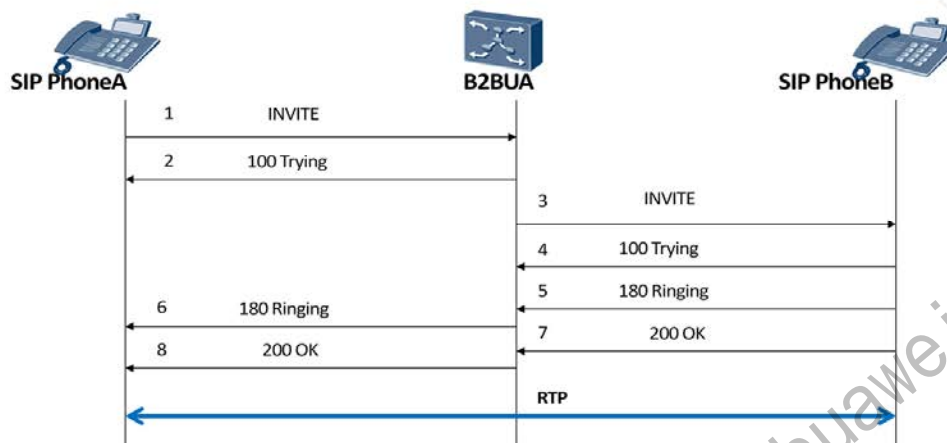 SIP PhoneA
B2BUA
SIP PhoneB
1 INVITE
2 100 Trying
3 INVITE
4 100 Trying
5 180 Ringing
6 180 Ringing
7 200 OK
8 200 OK
RTP